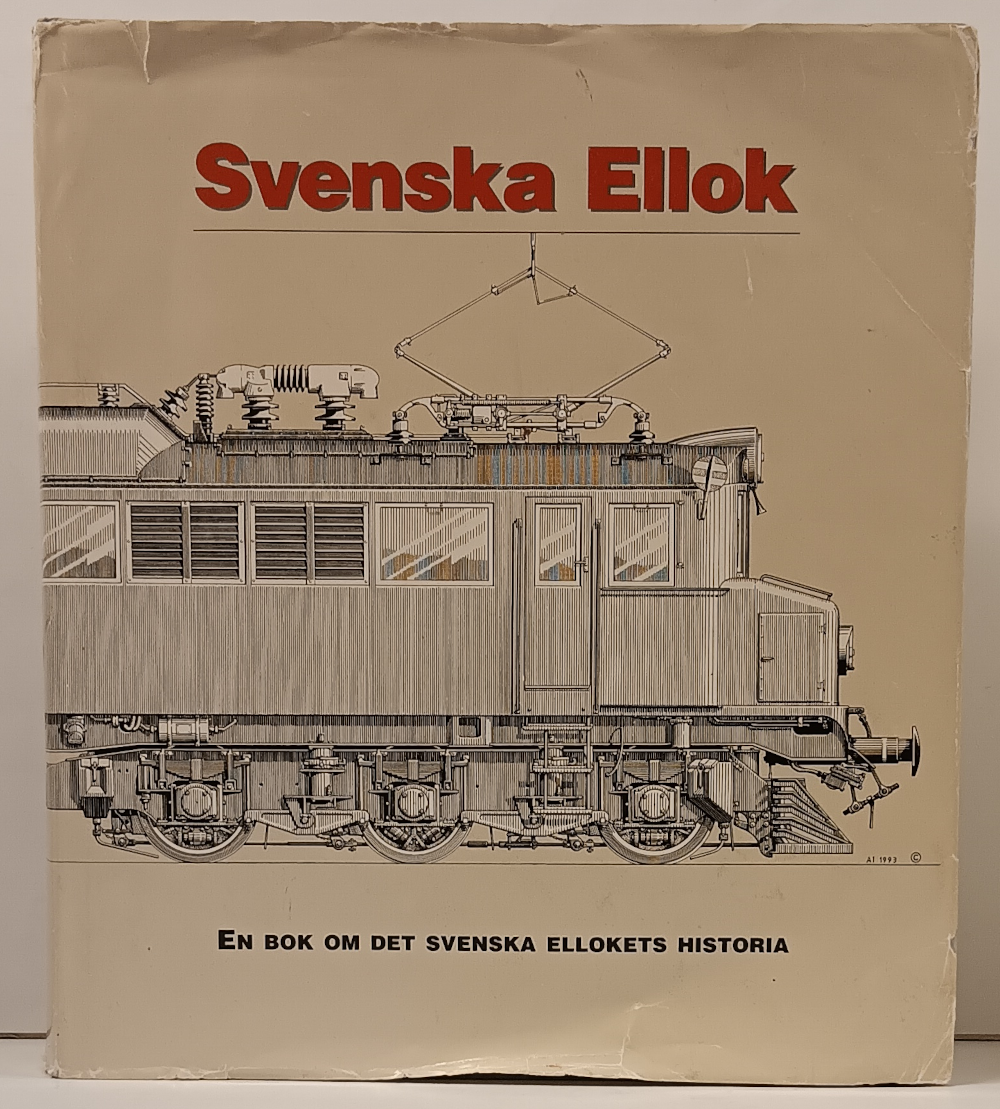 Svenska Ellok
AI 1993 ©
EN BOK OM DET SVENSKA ELLOKETS HISTORIA